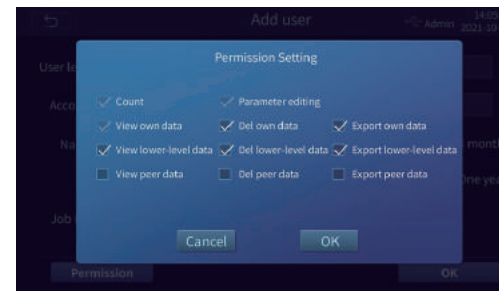 Add user
Admin
14:05
2021-10
User le
Permission Setting
Count Parameter editing
Acco
View own data Del own data Export own data
Na
View lower-level data Del lower-level data Export lower-level data
month
View peer data Del peer data Export peer data
One yea
Job
Cancel OK
Permission OK